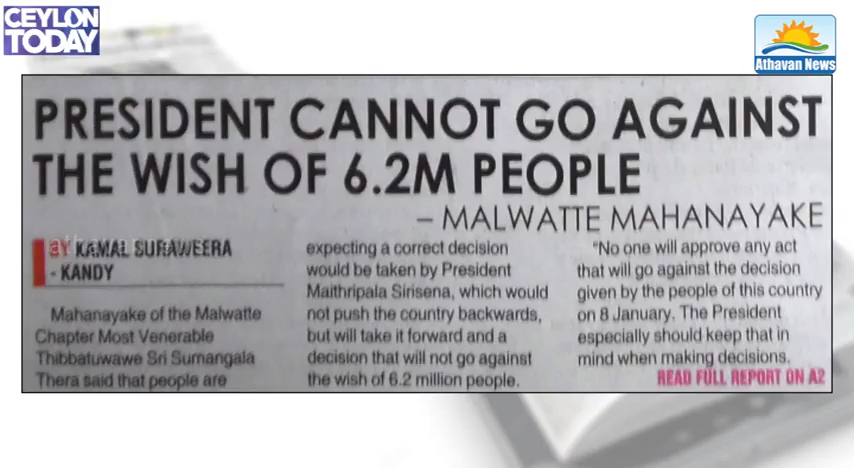 CEYLON
TODAY
Athavan News
PRESIDENT CANNOT GO AGAINST
THE WISH OF 6.2M PEOPLE
– MALWATTE MAHANAYAKE
BY KAMAL SURAWEERA
- KANDY
Mahanayake of the Malwatte
Chapter Most Venerable
Thibbatuwawe Sri Sumangala
Thera said that people are
expecting a correct decision
would be taken by President
Maithripala Sirisena, which would
not push the country backwards,
but will take it forward and a
decision that will not go against
the wish of 6.2 million people.
"No one will approve any act
that will go against the decision
given by the people of this country
on 8 January. The President
especially should keep that in
mind when making decisions.
READ FULL REPORT ON A2